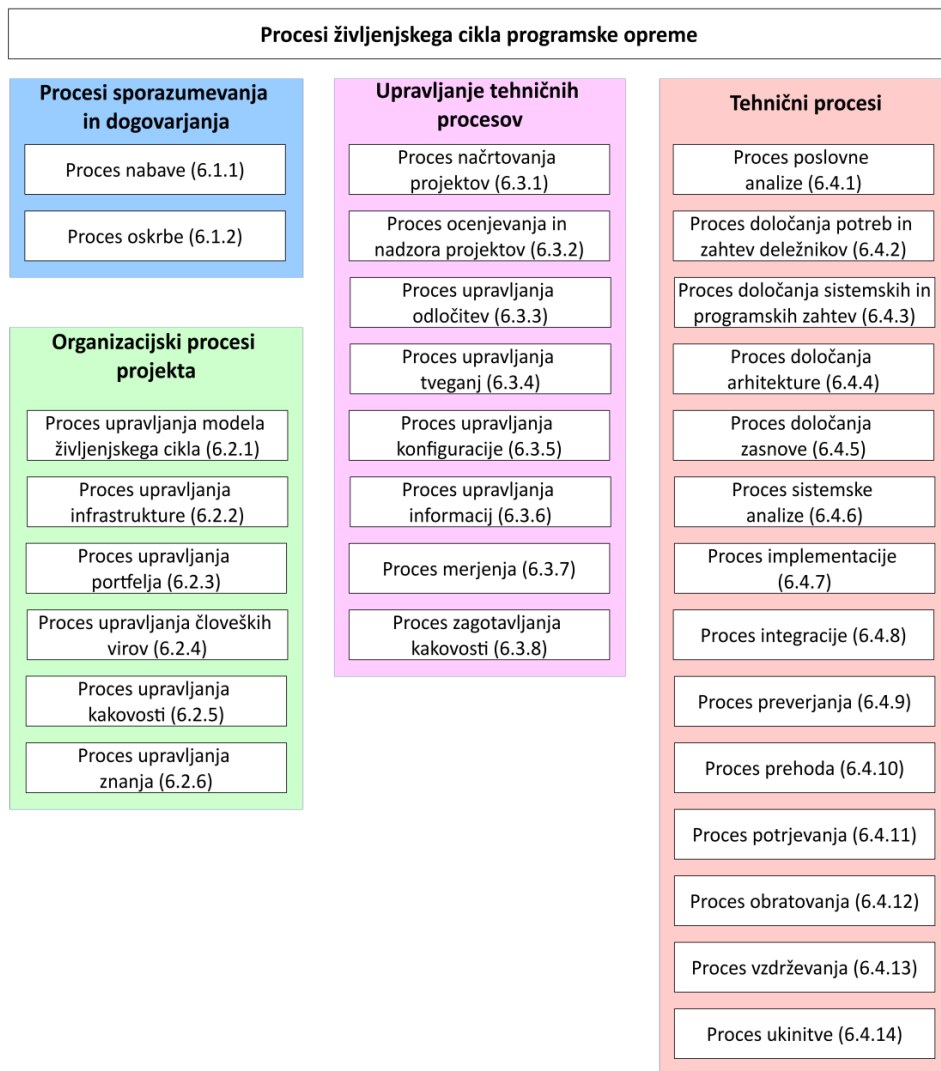 Procesi življenjskega cikla programske opreme
Procesi sporazumevanja
in dogovarjanja
Proces nabave (6.1.1)
Proces oskrbe (6.1.2)
Organizacijski procesi
projekta
Proces upravljanja modela
življenjskega cikla (6.2.1)
Proces upravljanja
infrastrukture (6.2.2)
Proces upravljanja
portfelja (6.2.3)
Proces upravljanja človeških
virov (6.2.4)
Proces upravljanja
kakovosti (6.2.5)
Proces upravljanja
znanja (6.2.6)
Upravljanje tehničnih
procesov
Proces načrtovanja
projektov (6.3.1)
Proces ocenjevanja in
nadzora projektov (6.3.2)
Proces upravljanja
odločitev (6.3.3)
Proces upravljanja
tveganj (6.3.4)
Proces upravljanja
konfiguracije (6.3.5)
Proces upravljanja
informacij (6.3.6)
Proces merjenja (6.3.7)
Proces zagotavljanja
kakovosti (6.3.8)
Tehnični procesi
Proces poslovne
analize (6.4.1)
Proces določanja potreb in
zahtev deležnikov (6.4.2)
Proces določanja sistemskih in
programskih zahtev (6.4.3)
Proces določanja
arhitekture (6.4.4)
Proces določanja
zasnove (6.4.5)
Proces sistemske
analize (6.4.6)
Proces implementacije
(6.4.7)
Proces integracije (6.4.8)
Proces preverjanja (6.4.9)
Proces prehoda (6.4.10)
Proces potrjevanja (6.4.11)
Proces obratovanja (6.4.12)
Proces vzdrževanja (6.4.13)
Proces ukinitve (6.4.14)